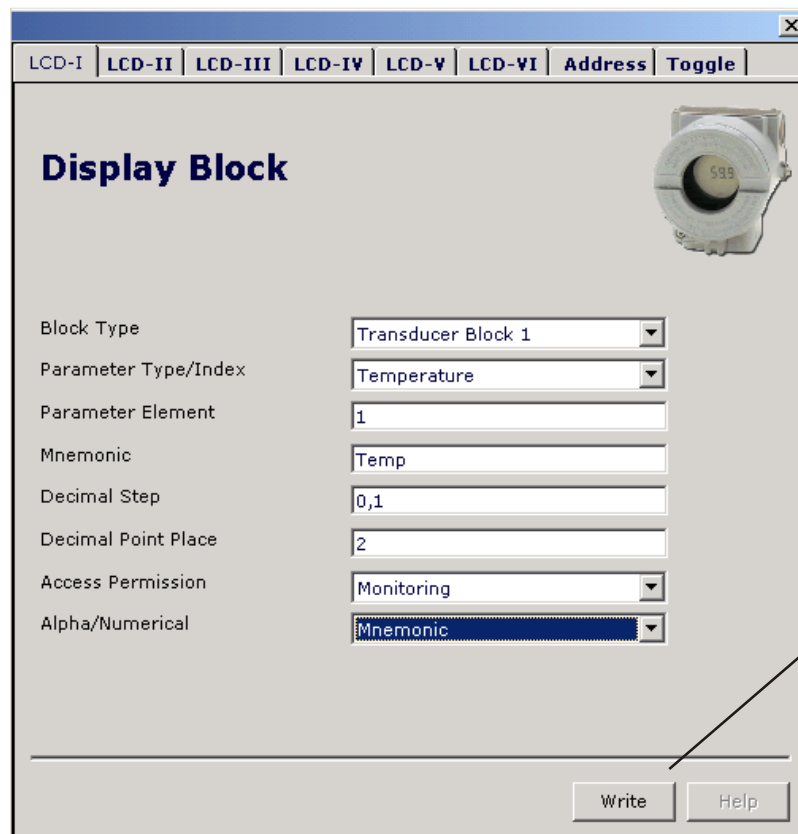 LCD-I LCD-II LCD-III LCD-IV LCD-V LCD-VI Address Toggle
Display Block
59.9
Block Type Transducer Block 1
Parameter Type/Index Temperature
Parameter Element 1
Mnemonic Temp
Decimal Step 0,1
Decimal Point Place 2
Access Permission Monitoring
Alpha/Numerical Mnemonic
Write Help